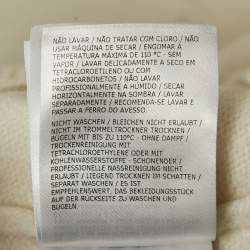 NÃO LAVAR / NÃO TRATAR COM CLORO / NÃO
USAR MÁQUINA DE SECAR / ENGOMAR À
TEMPERATURA MÁXIMA DE 110 °C - SEM
VAPOR / LAVAR DELICADAMENTE A SECO EM
TETRACLOROETILENO OU COM
HIDROCARBONETOS / NÃO LAVAR
PROFISSIONALMENTE A HUMIDO / SECAR
HORIZONTALMENTE NA SOMBRA / LAVAR
SEPARADAMENTE / RECOMENDA-SE LAVAR E
PASSAR A FERRO DO AVESSO.
NICHT WASCHEN / BLEICHEN NICHT ERLAUBT /
NICHT IM TROMMELTROCKNER TROCKNEN /
BÜGELN MIT BIS ZU 110°C - OHNE DAMPF /
TROCKENREINIGUNG MIT
TETRACHLOROETHYLENE ODER MIT
KOHLENWASSERSTOFFE - SCHONENDER /
PROFESSIONELLE NASSREINIGUNG NICHT
ERLAUBT / LIEGEND TROCKNEN IM SCHATTEN /
SEPARAT WASCHEN / ES IST
EMPFEHLENSWERT, DAS BEKLEIDUNGSSTÜCK
AUF DER RÜCKSEITE ZU WASCHEN UND
BÜGELN.